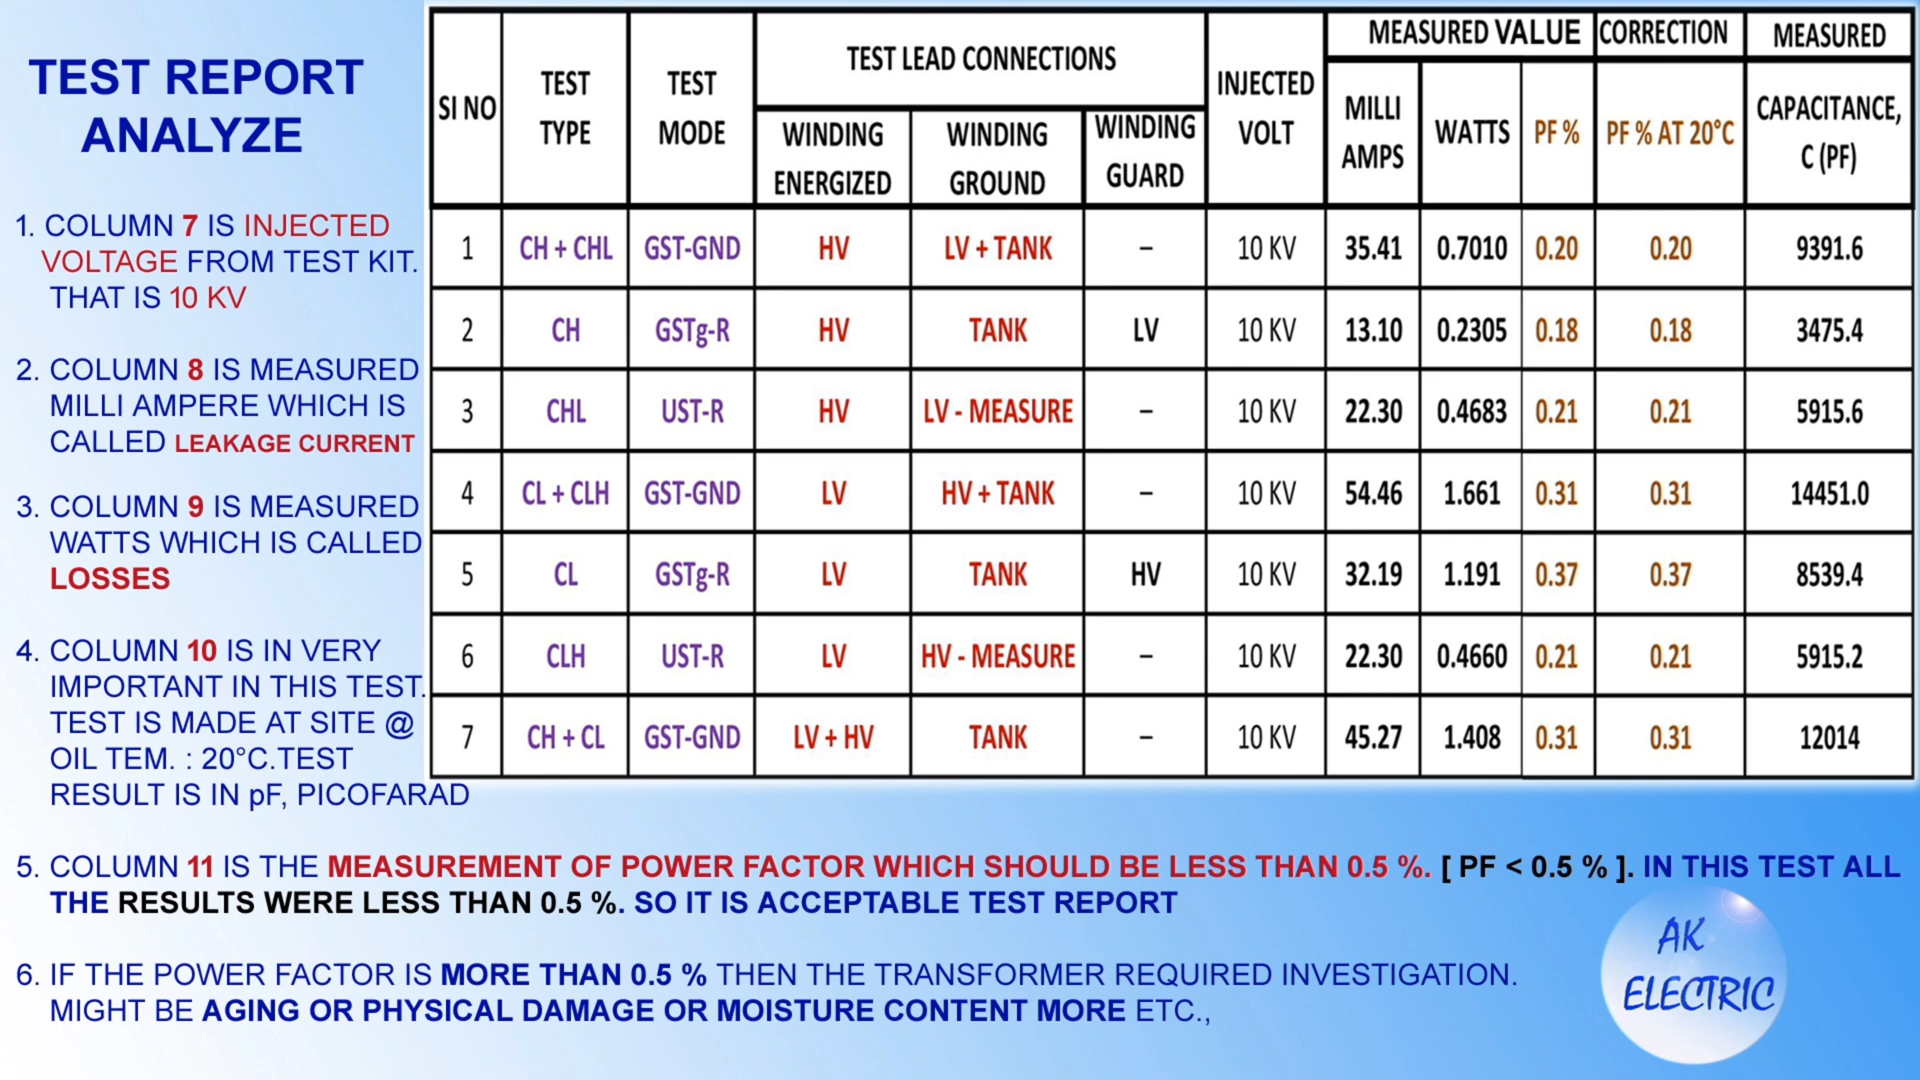 TEST REPORT
ANALYZE
1. COLUMN 7 IS INJECTED
VOLTAGE FROM TEST KIT.
THAT IS 10 KV
2. COLUMN 8 IS MEASURED
MILLI AMPERE WHICH IS
CALLED LEAKAGE CURRENT
3. COLUMN 9 IS MEASURED
WATTS WHICH IS CALLED
LOSSES
4. COLUMN 10 IS IN VERY
IMPORTANT IN THIS TEST.
TEST IS MADE AT SITE @
OIL TEM. : 20°C.TEST
RESULT IS IN pF, PICOFARAD
SI NO TEST TYPE TEST MODE TEST LEAD CONNECTIONS INJECTED VOLT MEASURED VALUE CORRECTION MEASURED
WINDING ENERGIZED WINDING GROUND WINDING GUARD MILLI AMPS WATTS PF % PF % AT 20°C CAPACITANCE, C (PF)
1 CH + CHL GST-GND HV LV + TANK – 10 KV 35.41 0.7010 0.20 0.20 9391.6
2 CH GSTg-R HV TANK LV 10 KV 13.10 0.2305 0.18 0.18 3475.4
3 CHL UST-R HV LV - MEASURE – 10 KV 22.30 0.4683 0.21 0.21 5915.6
4 CL + CLH GST-GND LV HV + TANK – 10 KV 54.46 1.661 0.31 0.31 14451.0
5 CL GSTg-R LV TANK HV 10 KV 32.19 1.191 0.37 0.37 8539.4
6 CLH UST-R LV HV - MEASURE – 10 KV 22.30 0.4660 0.21 0.21 5915.2
7 CH + CL GST-GND LV + HV TANK – 10 KV 45.27 1.408 0.31 0.31 12014
5. COLUMN 11 IS THE MEASUREMENT OF POWER FACTOR WHICH SHOULD BE LESS THAN 0.5 %. [ PF < 0.5 % ]. IN THIS TEST ALL
THE RESULTS WERE LESS THAN 0.5 %. SO IT IS ACCEPTABLE TEST REPORT
6. IF THE POWER FACTOR IS MORE THAN 0.5 % THEN THE TRANSFORMER REQUIRED INVESTIGATION.
MIGHT BE AGING OR PHYSICAL DAMAGE OR MOISTURE CONTENT MORE ETC.,
AK
ELECTRIC